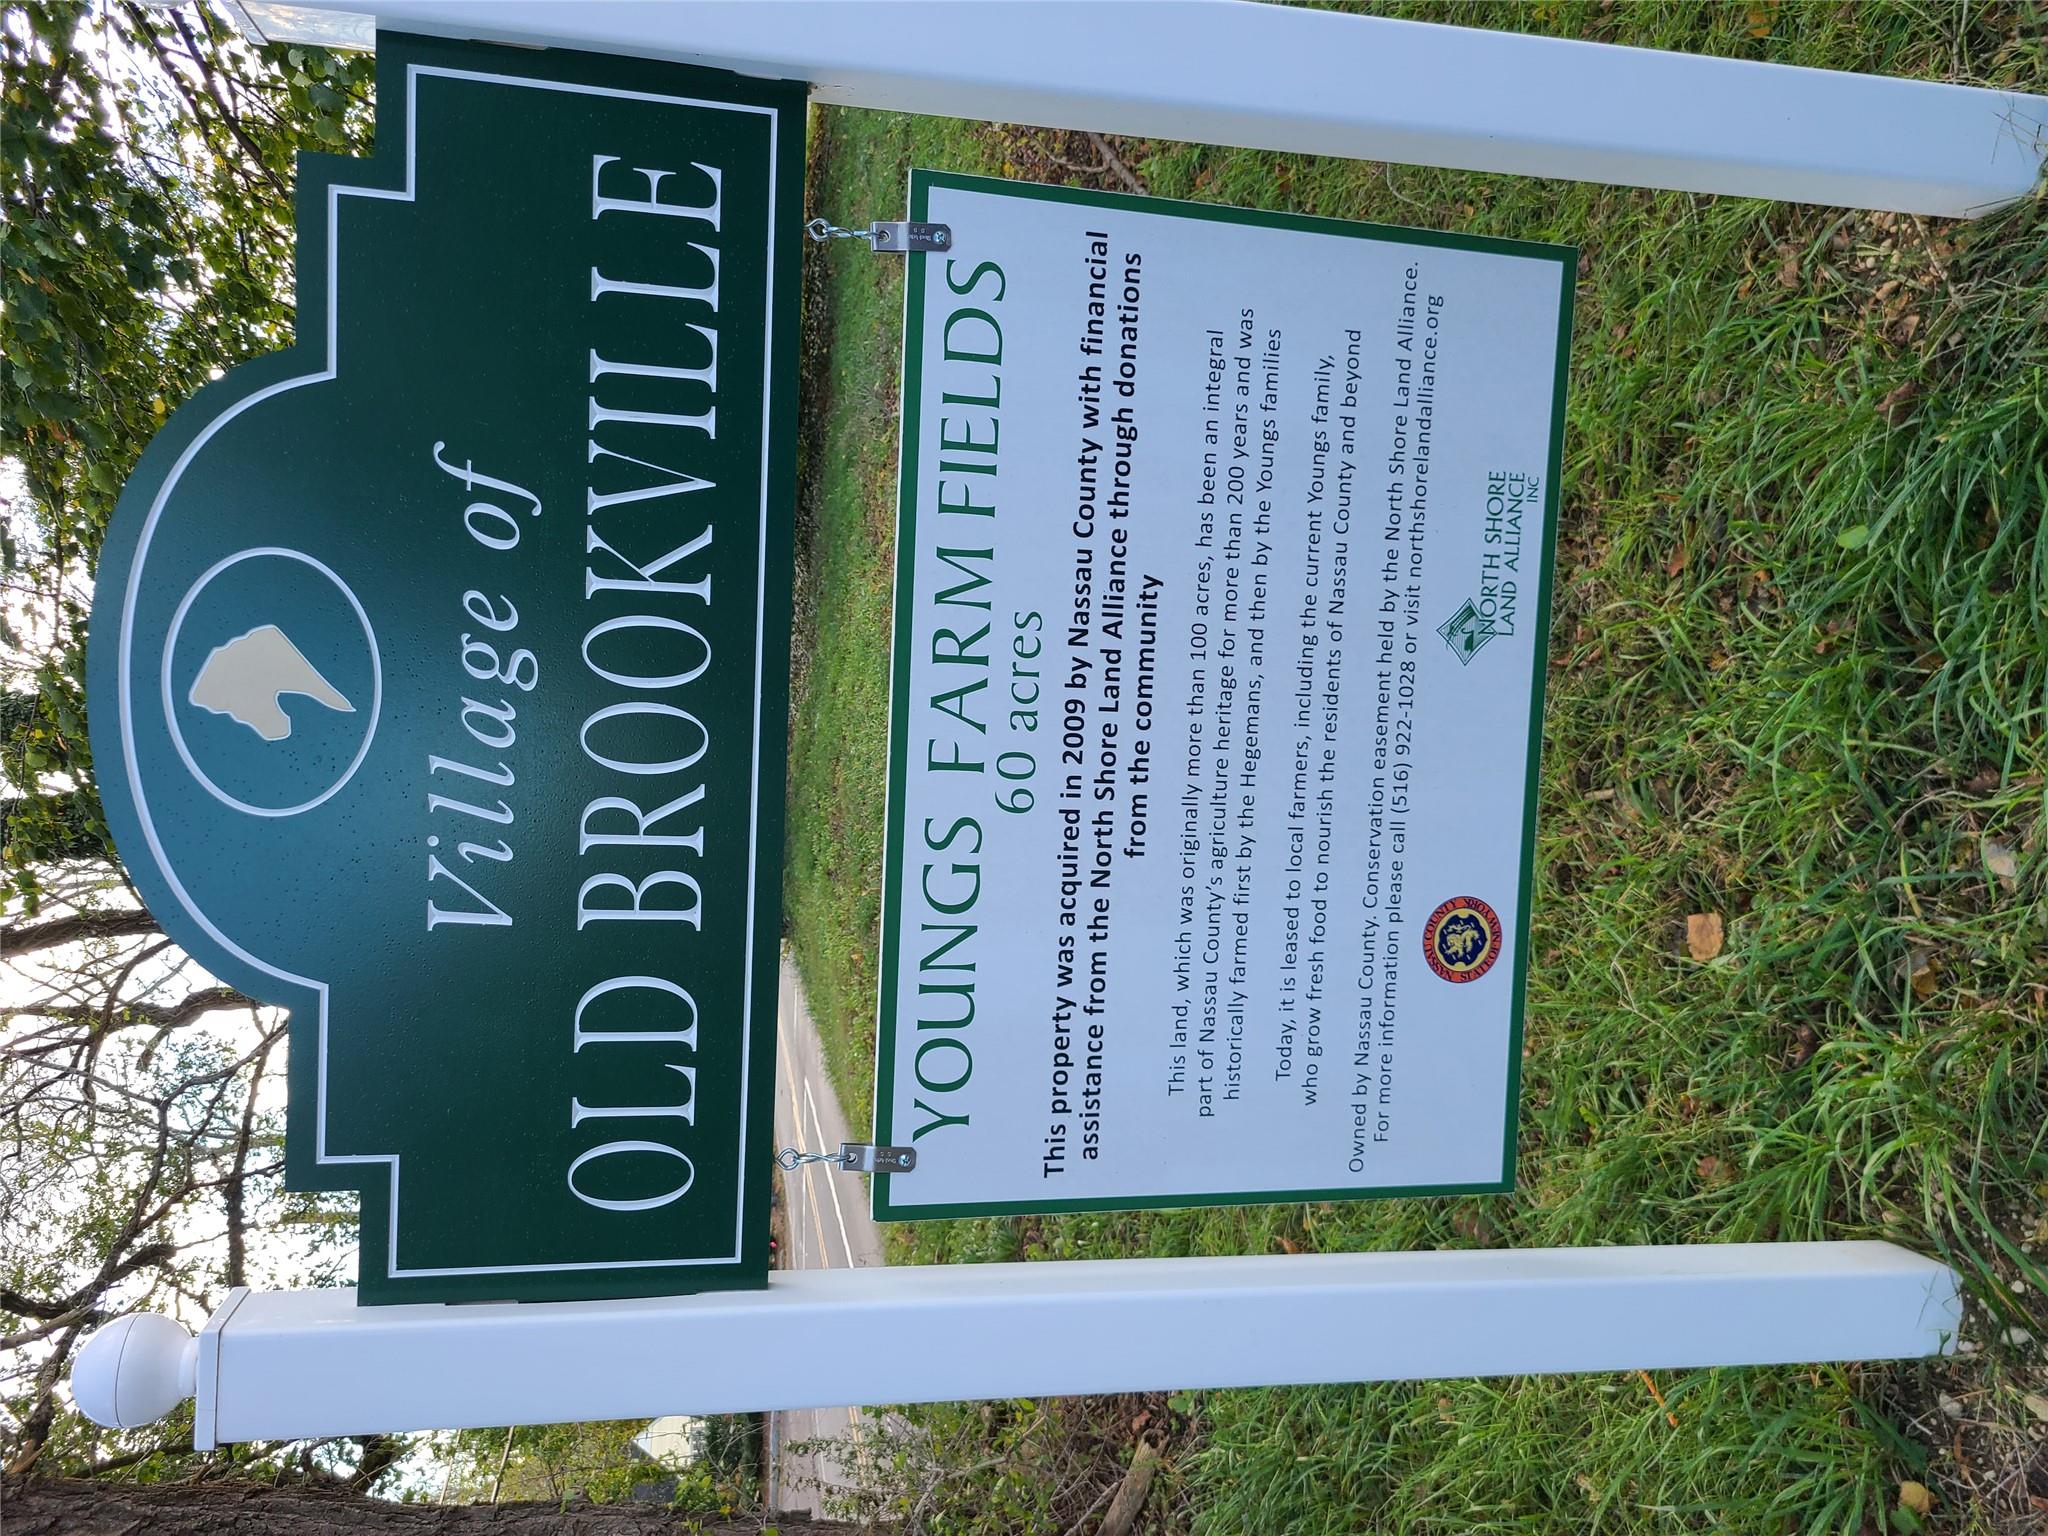 Village of
OLD BROOKVILLE
YOUNGS FARM FIELDS
60 acres
This property was acquired in 2009 by Nassau County with financial
assistance from the North Shore Land Alliance through donations
from the community
This land, which was originally more than 100 acres, has been an integral
part of Nassau County's agriculture heritage for more than 200 years and was
historically farmed first by the Hegemans, and then by the Youngs families
Today, it is leased to local farmers, including the current Youngs family,
who grow fresh food to nourish the residents of Nassau County and beyond
Owned by Nassau County. Conservation easement held by the North Shore Land Alliance.
For more information please call (516) 922-1028 or visit northshorelandalliance.org
NASSAU COUNTY
STATE OF NEW YORK
NORTH SHORE
LAND ALLIANCE
INC